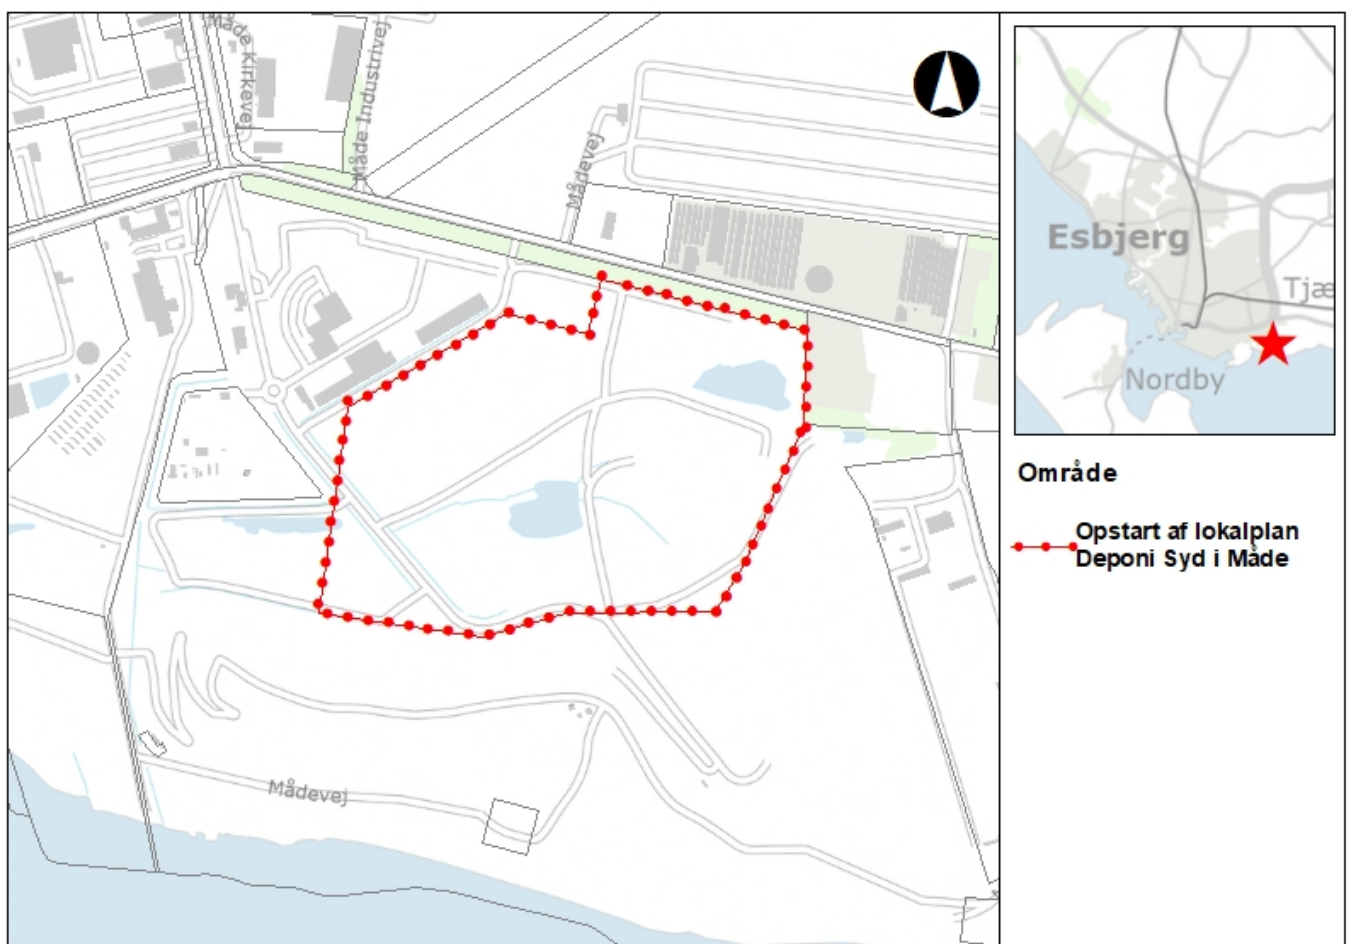 Måde Kirkevej
Måde Industrivej
Mådevej
Mådevej
Esbjerg
Tjæ
Nordby
Område
Opstart af lokalplan
Deponi Syd i Måde